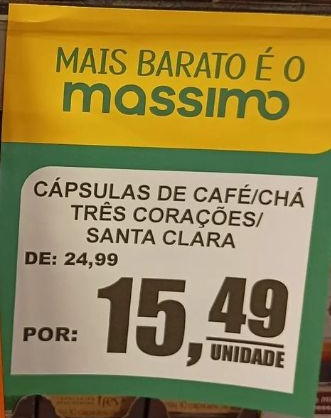 MAIS BARATO É O
massimo
CÁPSULAS DE CAFÉ/CHÁ
TRÊS CORAÇÕES/
SANTA CLARA
DE: 24,99
POR: 15,49
UNIDADE